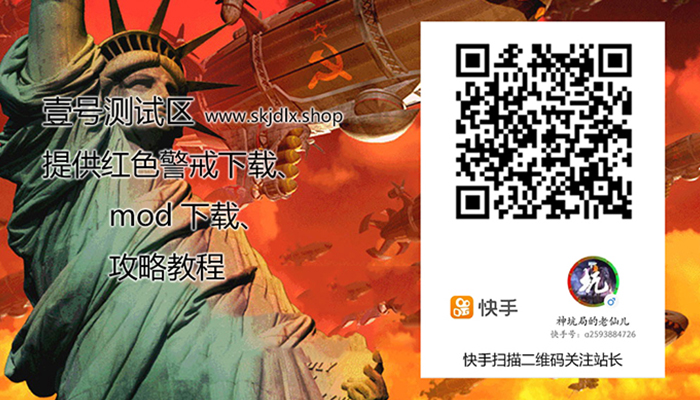 壹号测试区 www.skjdlx.shop
提供红色警戒下载、
mod 下载、
攻略教程
快手
坑
神坑局的老仙儿
快手号：a2593884726
快手扫描二维码关注站长